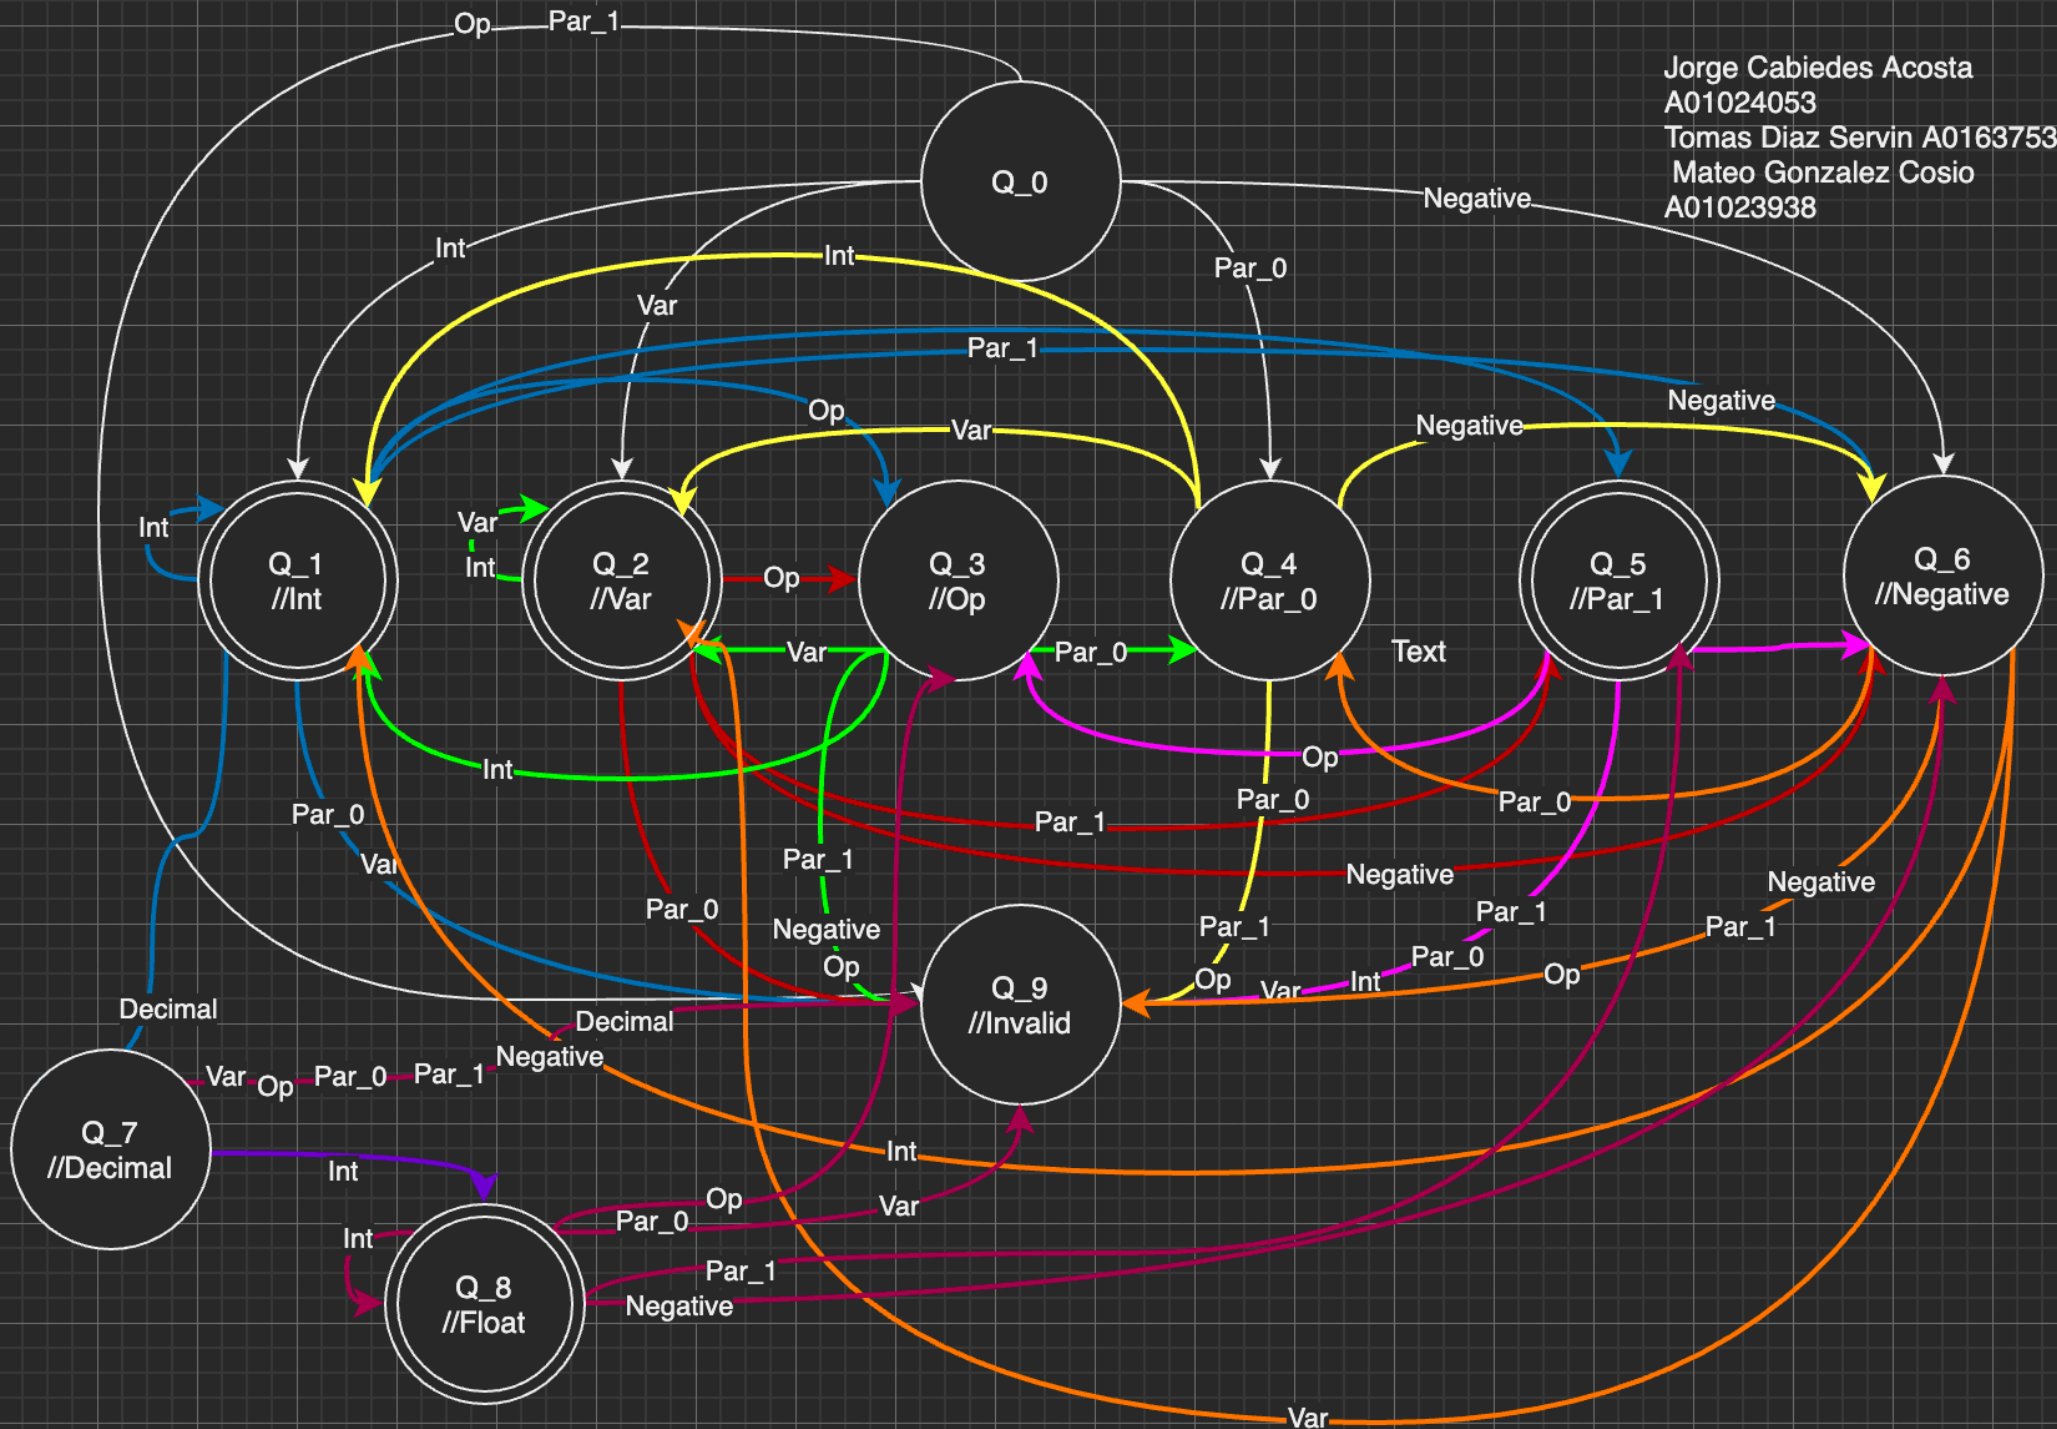 Op
Par_1
Jorge Cabiedes Acosta
A01024053
Tomas Diaz Servin A0163753
Mateo Gonzalez Cosio
A01023938
Q_0
Negative
Int
Int
Par_0
Var
Par_1
Negative
Op
Negative
Var
Int
Var
Int
Q_1
//Int
Q_2
//Var
Op
Q_3
//Op
Q_4
//Par_0
Q_5
//Par_1
Q_6
//Negative
Var
Par_0
Text
Int
Op
Par_0
Par_0
Par_0
Par_1
Var
Par_1
Negative
Negative
Par_0
Par_1
Par_1
Par_1
Negative
Op
Par_0
Op
Int
Op
Var
Q_9
//Invalid
Decimal
Decimal
Negative
Var
Op
Par_0
Par_1
Q_7
//Decimal
Int
Int
Op
Var
Par_0
Int
Par_1
Negative
Q_8
//Float
Var